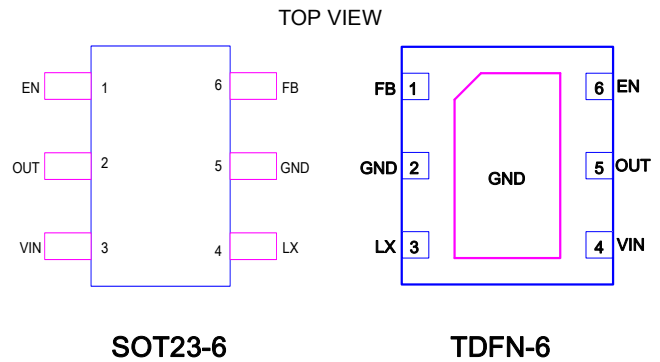 TOP VIEW
EN 1 6 FB
OUT 2 5 GND
VIN 3 4 LX
SOT23-6
FB 1 6 EN
GND 2 GND 5 OUT
LX 3 4 VIN
TDFN-6